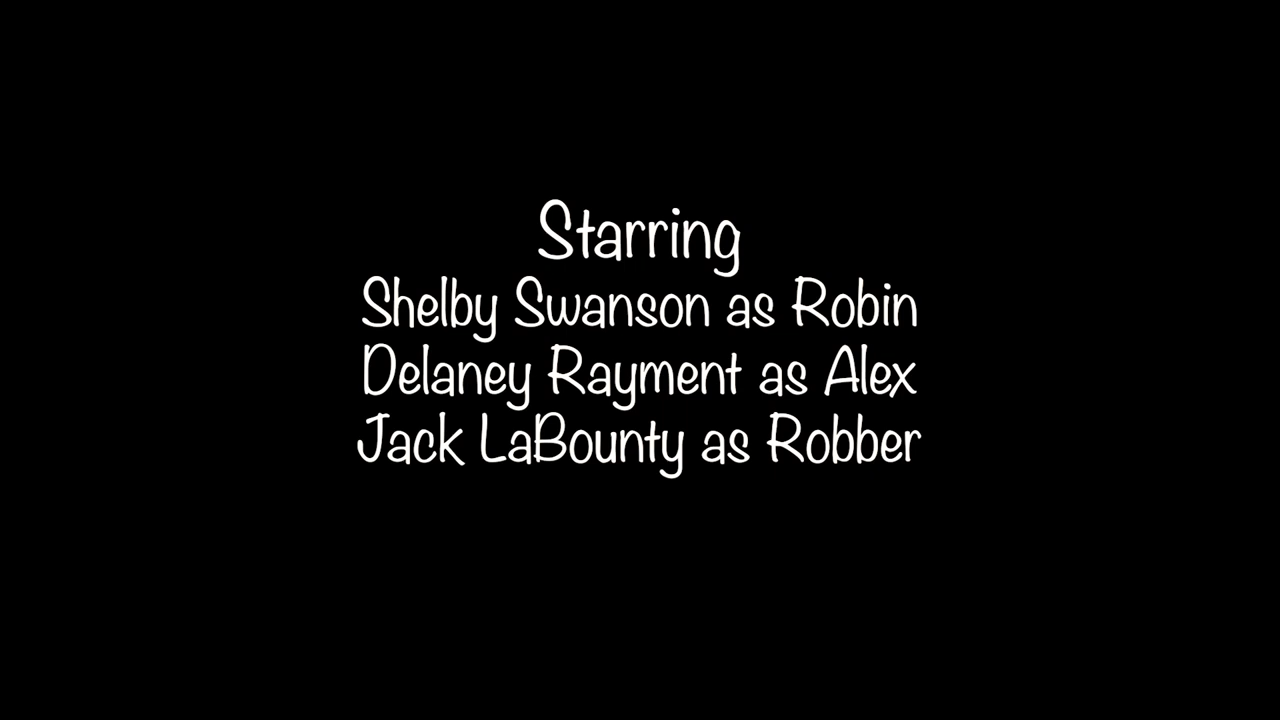 Starring
Shelby Swanson as Robin
Delaney Rayment as Alex
Jack LaBounty as Robber